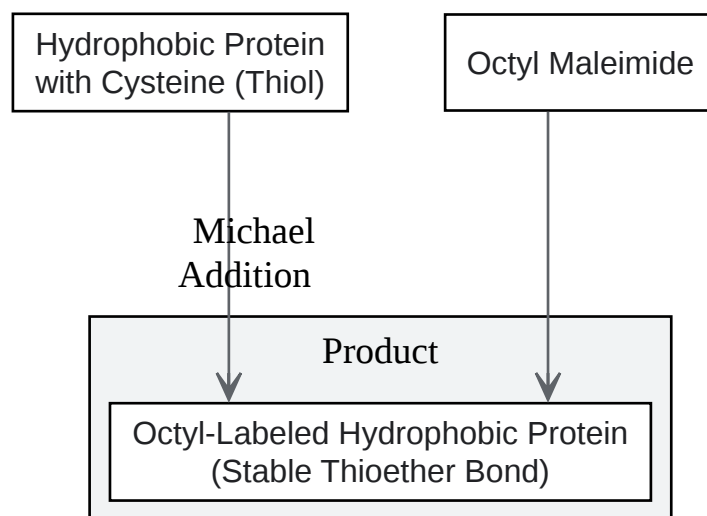 Hydrophobic Protein
with Cysteine (Thiol)
Octyl Maleimide
Michael
Addition
Product
Octyl-Labeled Hydrophobic Protein
(Stable Thioether Bond)